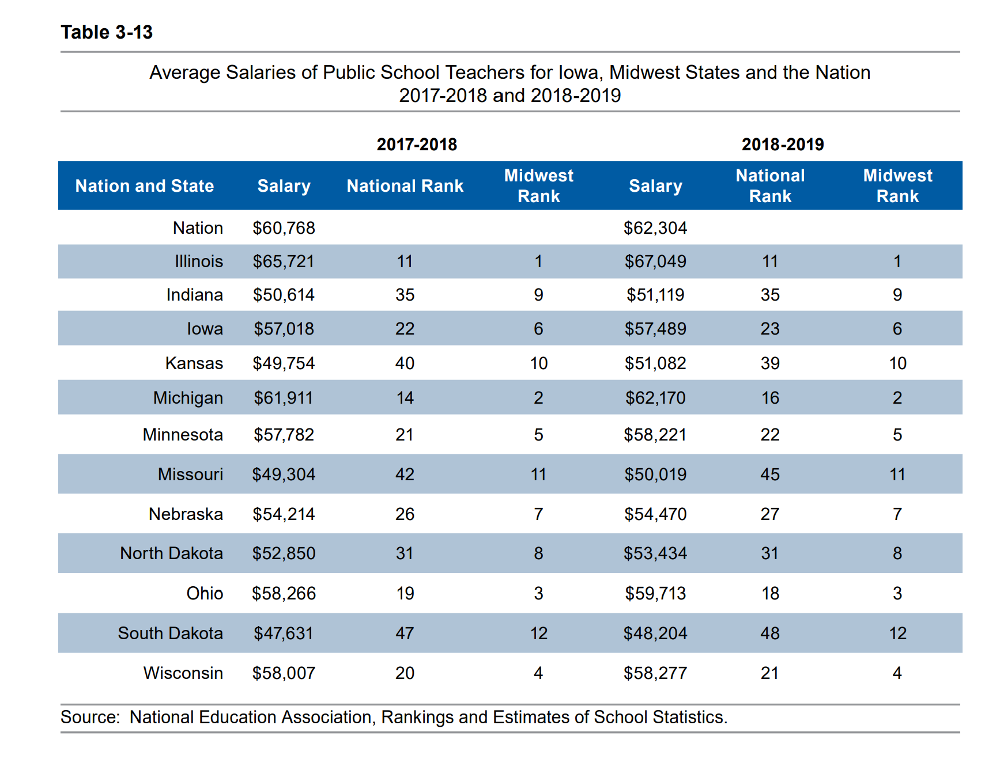 Table 3-13
Average Salaries of Public School Teachers for Iowa, Midwest States and the Nation
2017-2018 and 2018-2019
2017-2018 2018-2019
Nation and State Salary National Rank Midwest Rank Salary National Rank Midwest Rank
Nation $60,768 $62,304
Illinois $65,721 11 1 $67,049 11 1
Indiana $50,614 35 9 $51,119 35 9
Iowa $57,018 22 6 $57,489 23 6
Kansas $49,754 40 10 $51,082 39 10
Michigan $61,911 14 2 $62,170 16 2
Minnesota $57,782 21 5 $58,221 22 5
Missouri $49,304 42 11 $50,019 45 11
Nebraska $54,214 26 7 $54,470 27 7
North Dakota $52,850 31 8 $53,434 31 8
Ohio $58,266 19 3 $59,713 18 3
South Dakota $47,631 47 12 $48,204 48 12
Wisconsin $58,007 20 4 $58,277 21 4
Source:  National Education Association, Rankings and Estimates of School Statistics.